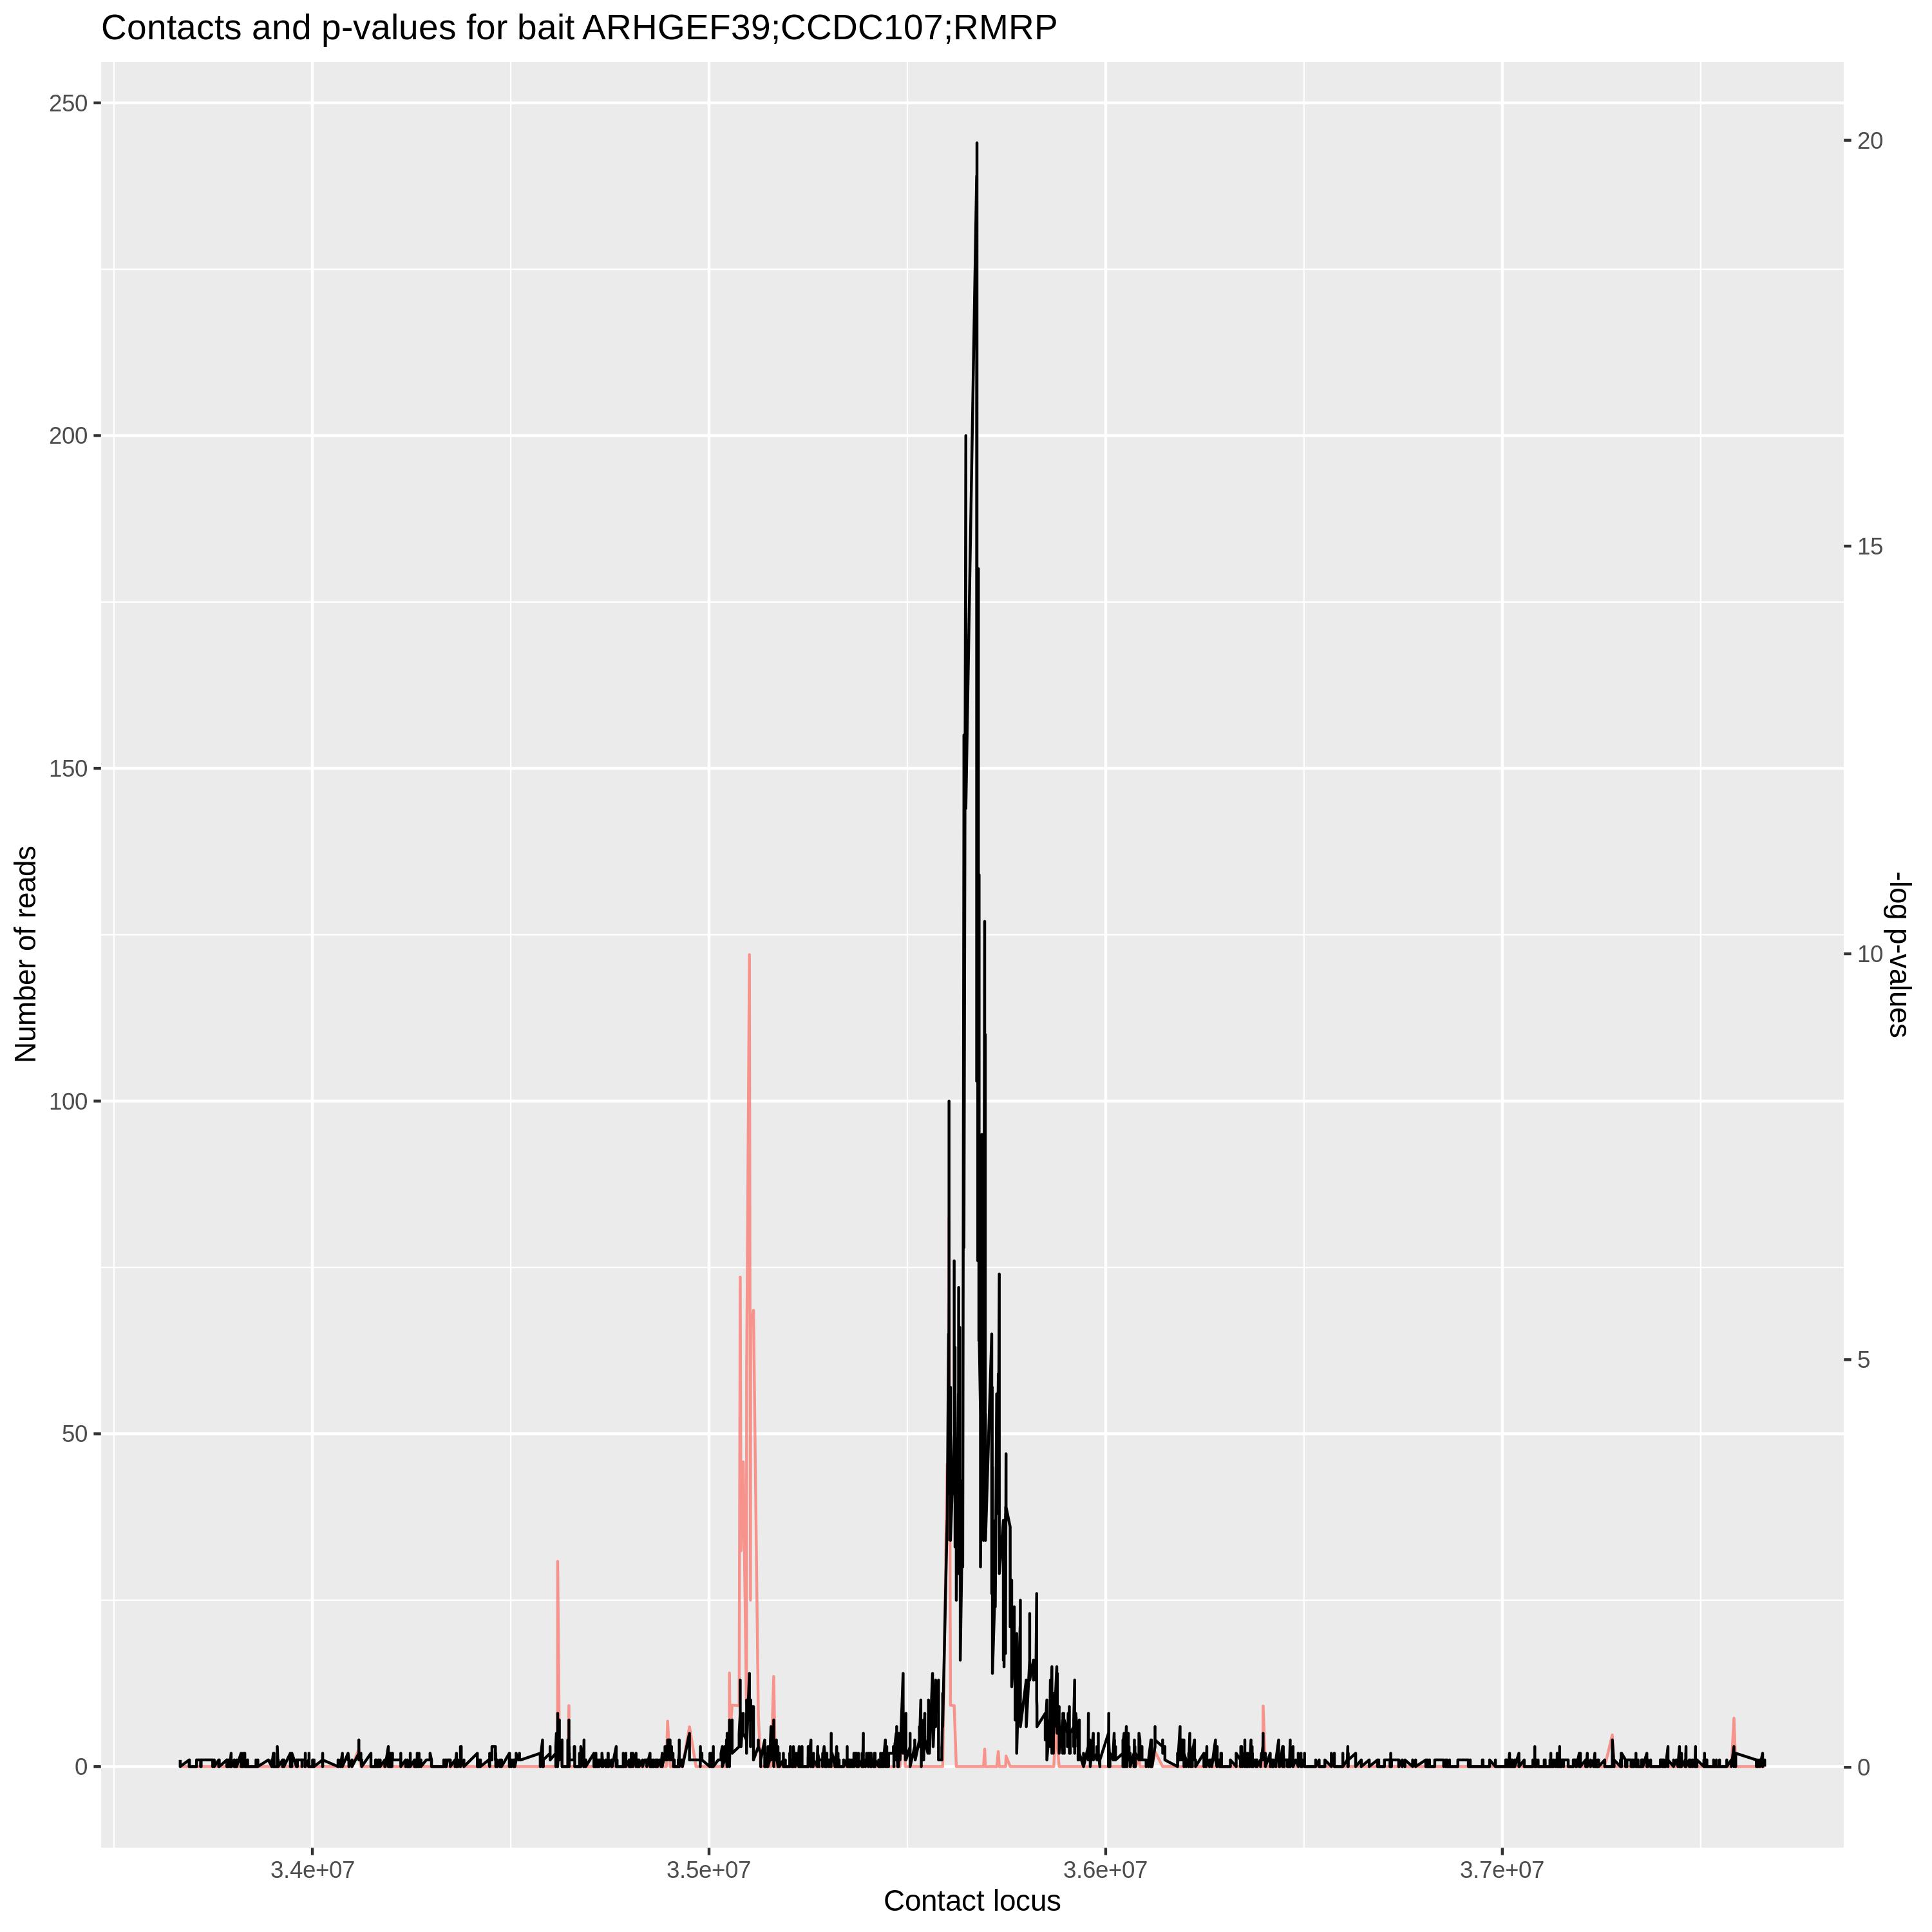 Contacts and p-values for bait ARHGEF39;CCDC107;RMRP
250
200
150
100
50
0
Number of reads
20
15
10
5
0
-log p-values
3.4e+07
3.5e+07
3.6e+07
3.7e+07
Contact locus